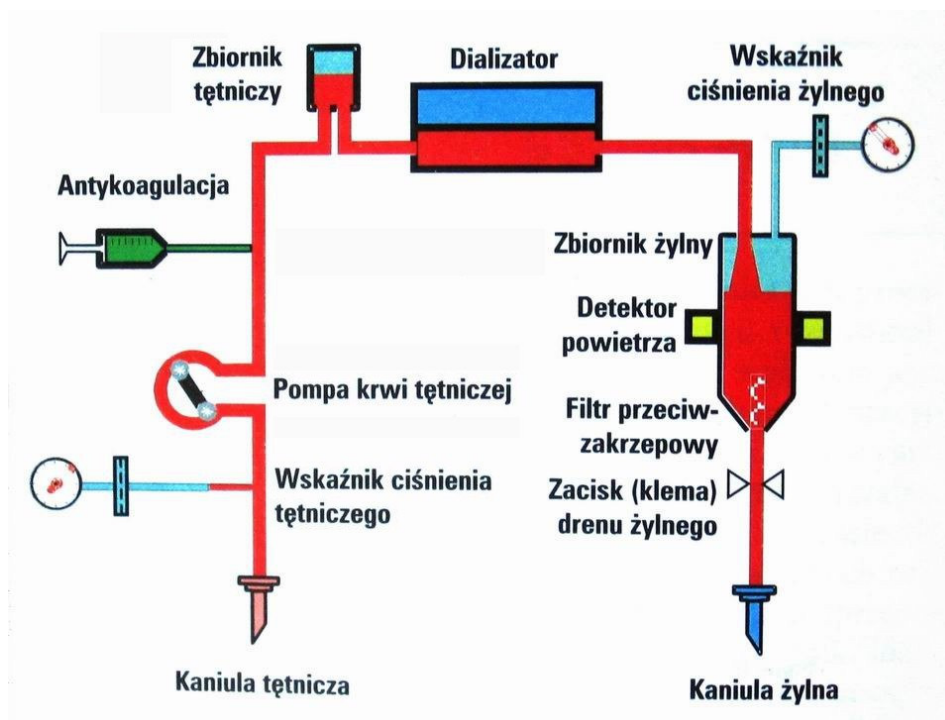 Zbiornik
tętniczy
Dializator
Wskaźnik
ciśnienia żylnego
Antykoagulacja
Zbiornik żylny
Detektor
powietrza
Pompa krwi tętniczej
Filtr przeciw-
zakrzepowy
Wskaźnik ciśnienia
tętniczego
Zacisk (klema)
drenu żylnego
Kaniula tętnicza
Kaniula żylna